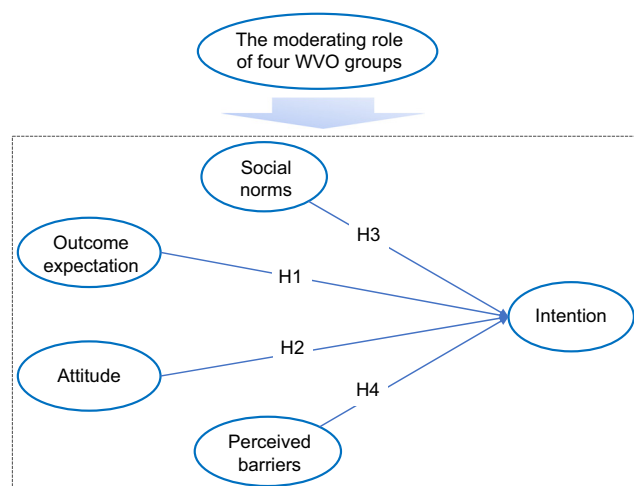 The moderating role
of four WVO groups
Social
norms
H3
Outcome
expectation
H1
Intention
H2
Attitude
H4
Perceived
barriers